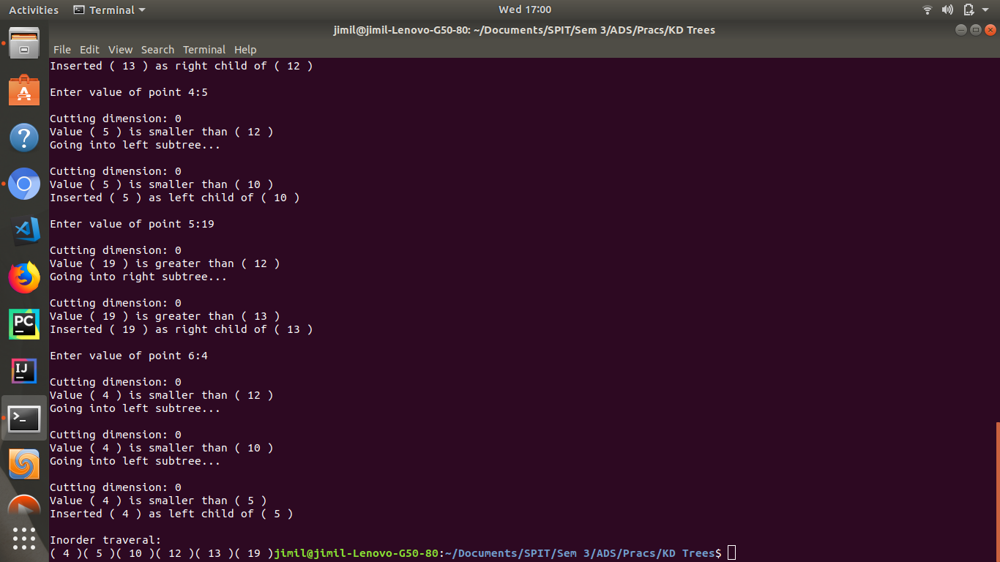 Activities Terminal Wed 17:00
jimil@jimil-Lenovo-G50-80: ~/Documents/SPIT/Sem 3/ADS/Pracs/KD Trees
File Edit View Search Terminal Help
Inserted ( 13 ) as right child of ( 12 )
Enter value of point 4:5
Cutting dimension: 0
Value ( 5 ) is smaller than ( 12 )
Going into left subtree...
Cutting dimension: 0
Value ( 5 ) is smaller than ( 10 )
Inserted ( 5 ) as left child of ( 10 )
Enter value of point 5:19
Cutting dimension: 0
Value ( 19 ) is greater than ( 12 )
Going into right subtree...
Cutting dimension: 0
Value ( 19 ) is greater than ( 13 )
Inserted ( 19 ) as right child of ( 13 )
Enter value of point 6:4
Cutting dimension: 0
Value ( 4 ) is smaller than ( 12 )
Going into left subtree...
Cutting dimension: 0
Value ( 4 ) is smaller than ( 10 )
Going into left subtree...
Cutting dimension: 0
Value ( 4 ) is smaller than ( 5 )
Inserted ( 4 ) as left child of ( 5 )
Inorder traveral:
( 4 )( 5 )( 10 )( 12 )( 13 )( 19 )jimil@jimil-Lenovo-G50-80:~/Documents/SPIT/Sem 3/ADS/Pracs/KD Trees$
A
?
PC
IJ
>_